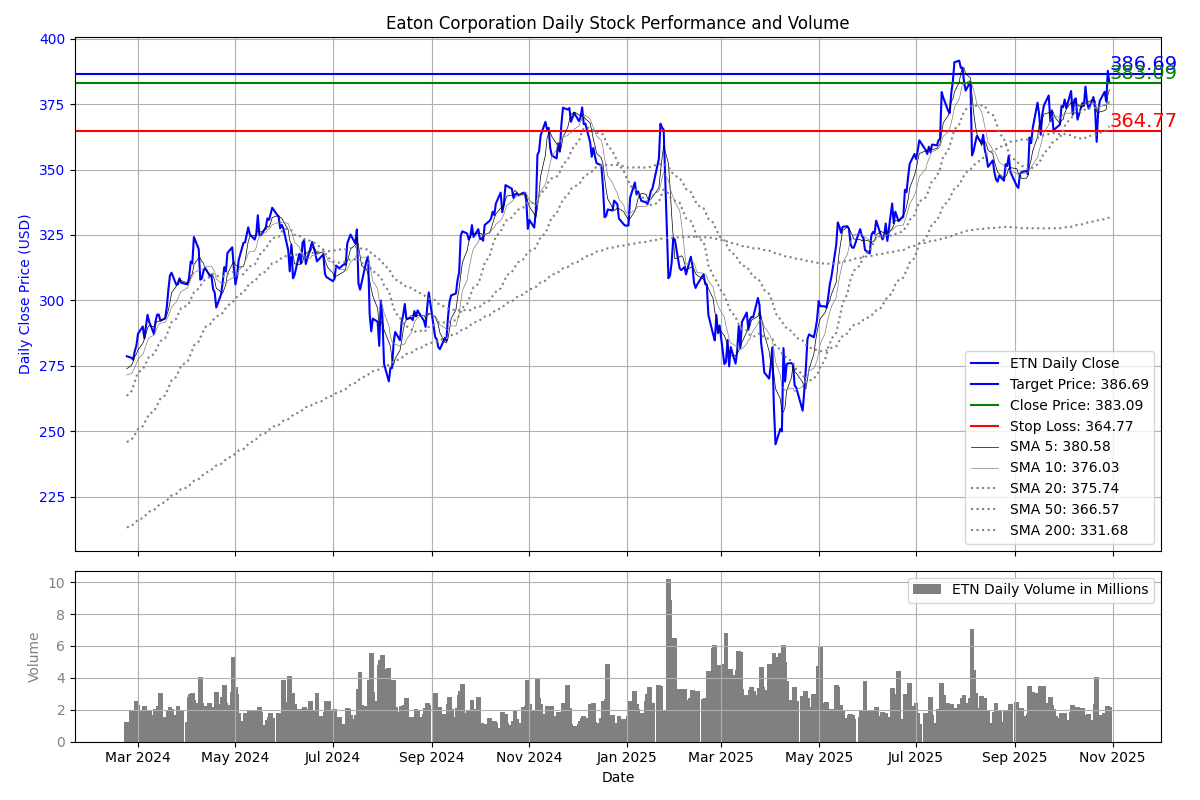 Eaton Corporation Daily Stock Performance and Volume
400
375
350
325
300
275
250
225
Daily Close Price (USD)
386.69
383.09
364.77
ETN Daily Close
Target Price: 386.69
Close Price: 383.09
Stop Loss: 364.77
SMA 5: 380.58
SMA 10: 376.03
SMA 20: 375.74
SMA 50: 366.57
SMA 200: 331.68
10
8
6
4
2
0
Volume
ETN Daily Volume in Millions
Mar 2024 May 2024 Jul 2024 Sep 2024 Nov 2024 Jan 2025 Mar 2025 May 2025 Jul 2025 Sep 2025 Nov 2025
Date